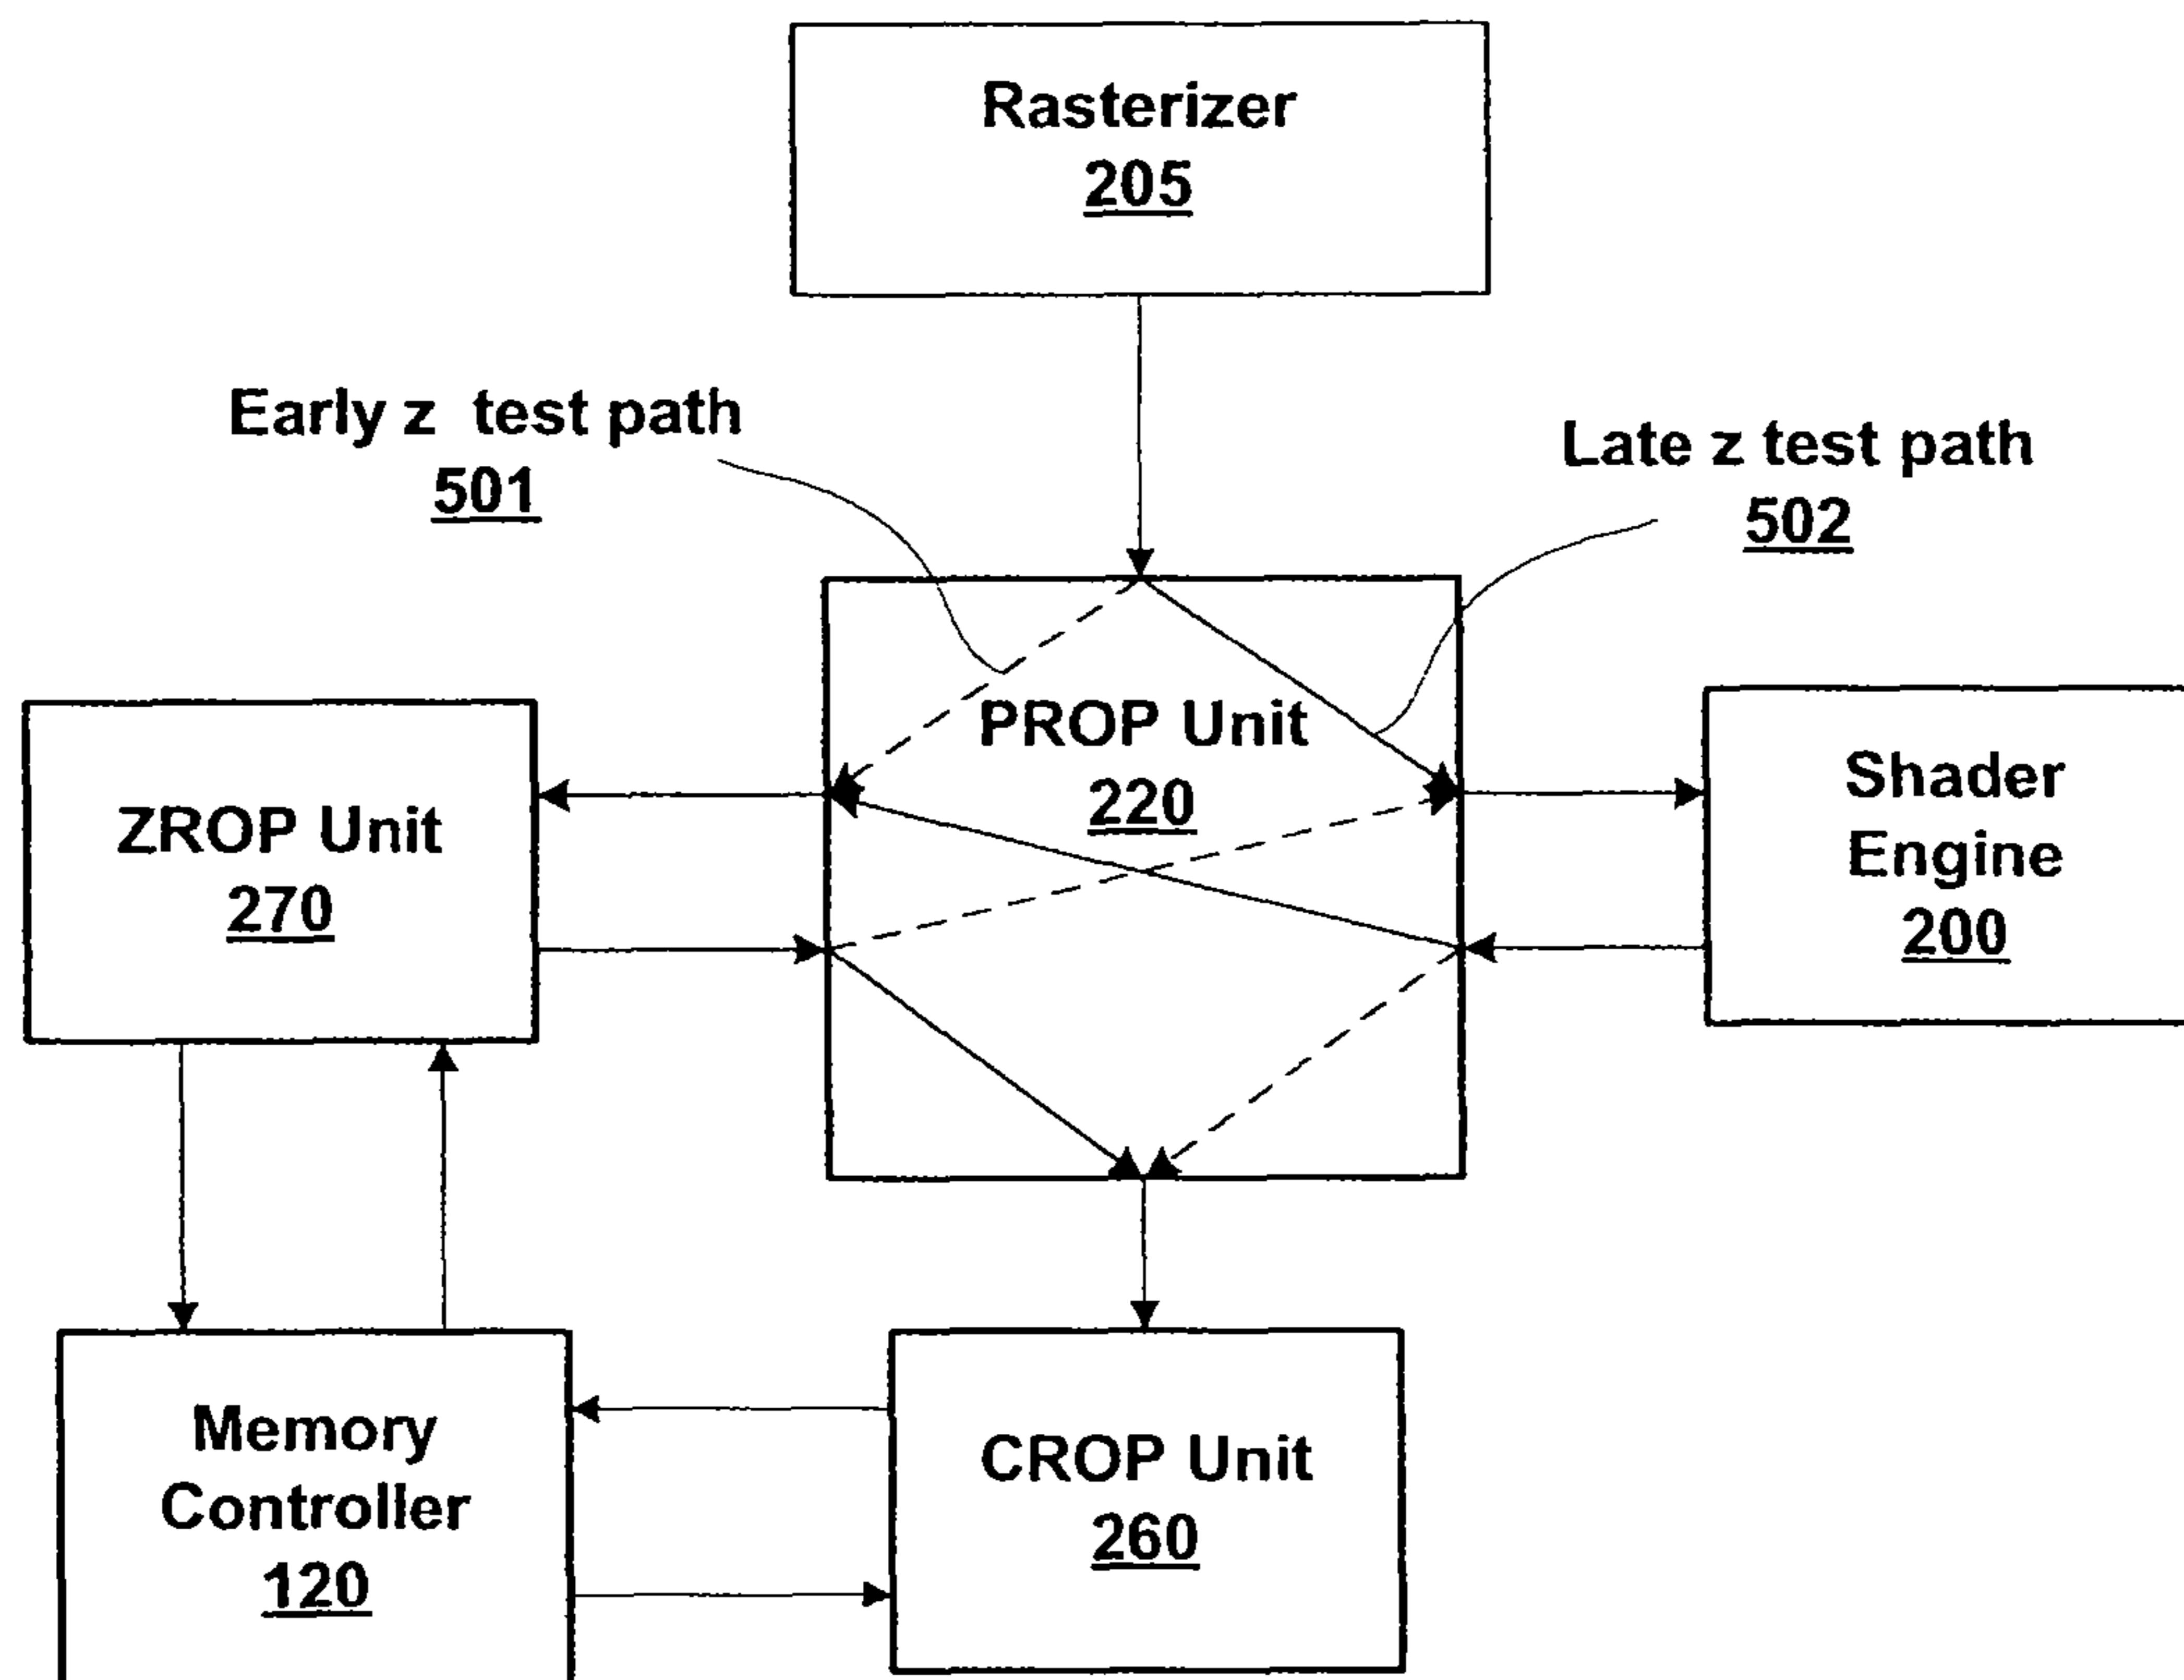 Rasterizer
205
Early z test path
501
Late z test path
502
PROP Unit
220
ZROP Unit
270
Shader
Engine
200
Memory
Controller
120
CROP Unit
260